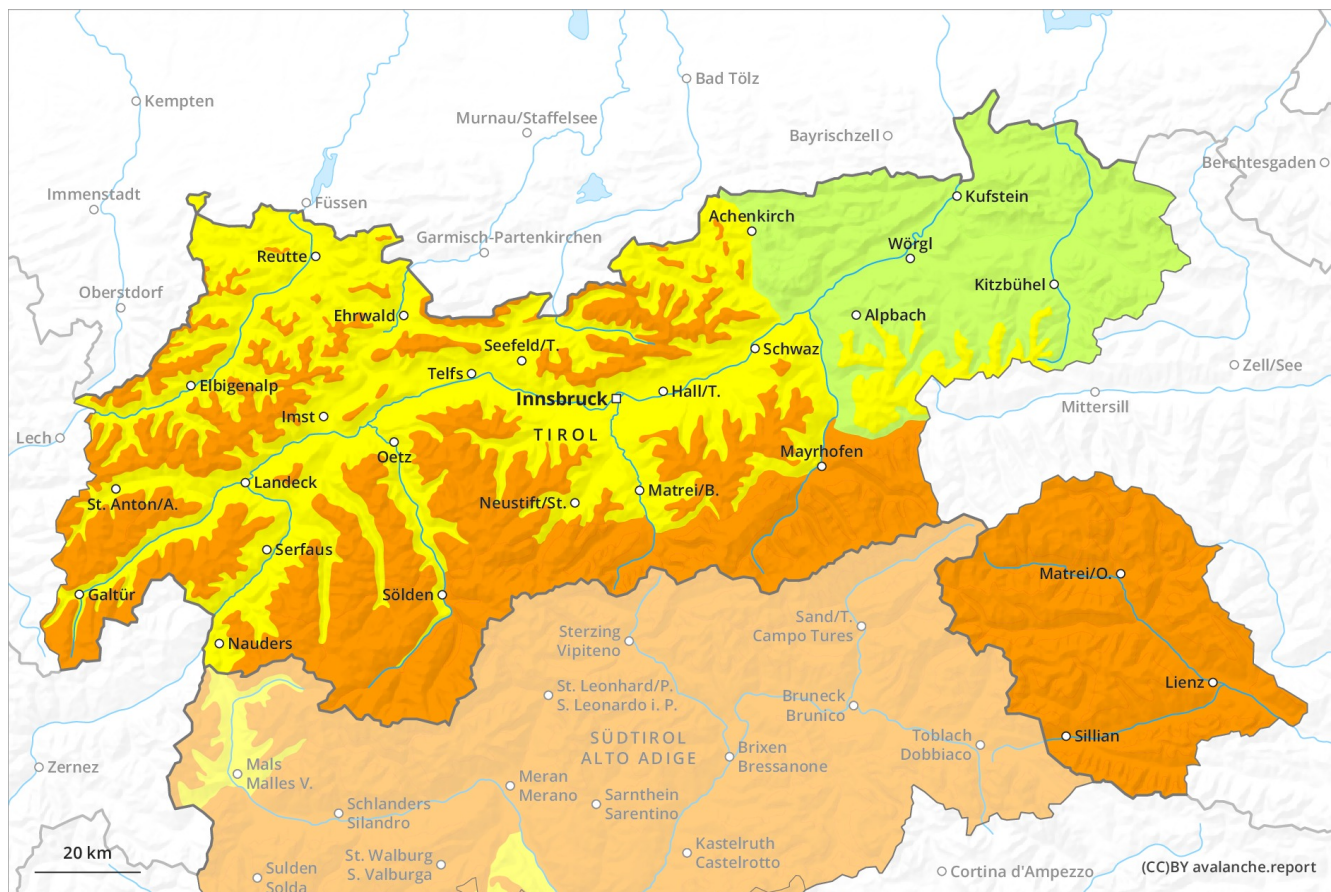 Bad Tölz
Kempten
Murnau/Staffelsee
Bayrischzell
Berchtesgaden
Immenstadt
Füssen
Kufstein
Achenkirch
Garmisch-Partenkirchen
Wörgl
Reutte
Kitzbühel
Oberstdorf
Ehrwald
Alpbach
Seefeld/T.
Schwaz
Zell/See
Telfs
Elbigenalp
Hall/T.
Innsbruck
Mittersill
Imst
Lech
TIROL
Oetz
Mayrhofen
Landeck
Matrei/B.
St. Anton/A.
Neustift/St.
Serfaus
Matrei/O.
Galtür
Sölden
Sand/T.
Campo Tures
Sterzing
Vipiteno
Nauders
Lienz
St. Leonhard/P.
S. Leonardo i. P.
Bruneck
Brunico
SÜDTIROL
ALTO ADIGE
Toblach
Dobbiaco
Sillian
Brixen
Bressanone
Zernez
Mals
Malles V.
Meran
Merano
Sarnthein
Sarentino
Schlanders
Silandro
Kastelruth
Castelrotto
20 km
St. Walburg
S. Valburga
Sulden
Solda
Cortina d'Ampezzo
(CC)BY avalanche.report